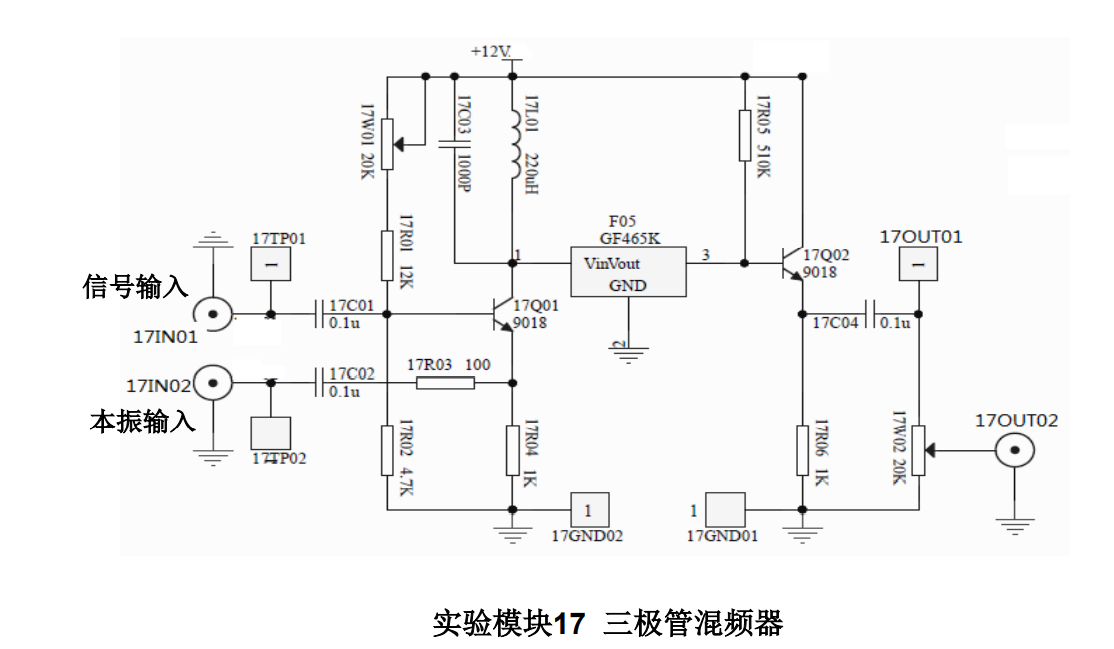 +12V
17W01 20K
17C03 1000P
17L01 220uH
17R05 510K
F05
GF465K
17TP01
1
17R01 12K
1
VinVout
GND
3
17Q02
9018
17OUT01
1
信号输入
17IN01
17C01
0.1u
17Q01
9018
2
17C04 0.1u
17IN02
17C02
0.1u
17R03 100
本振输入
17TP02
17R02 4.7K
17R04 1K
17R06 1K
17W02 20K
17OUT02
1
17GND02
1
17GND01
实验模块17 三极管混频器